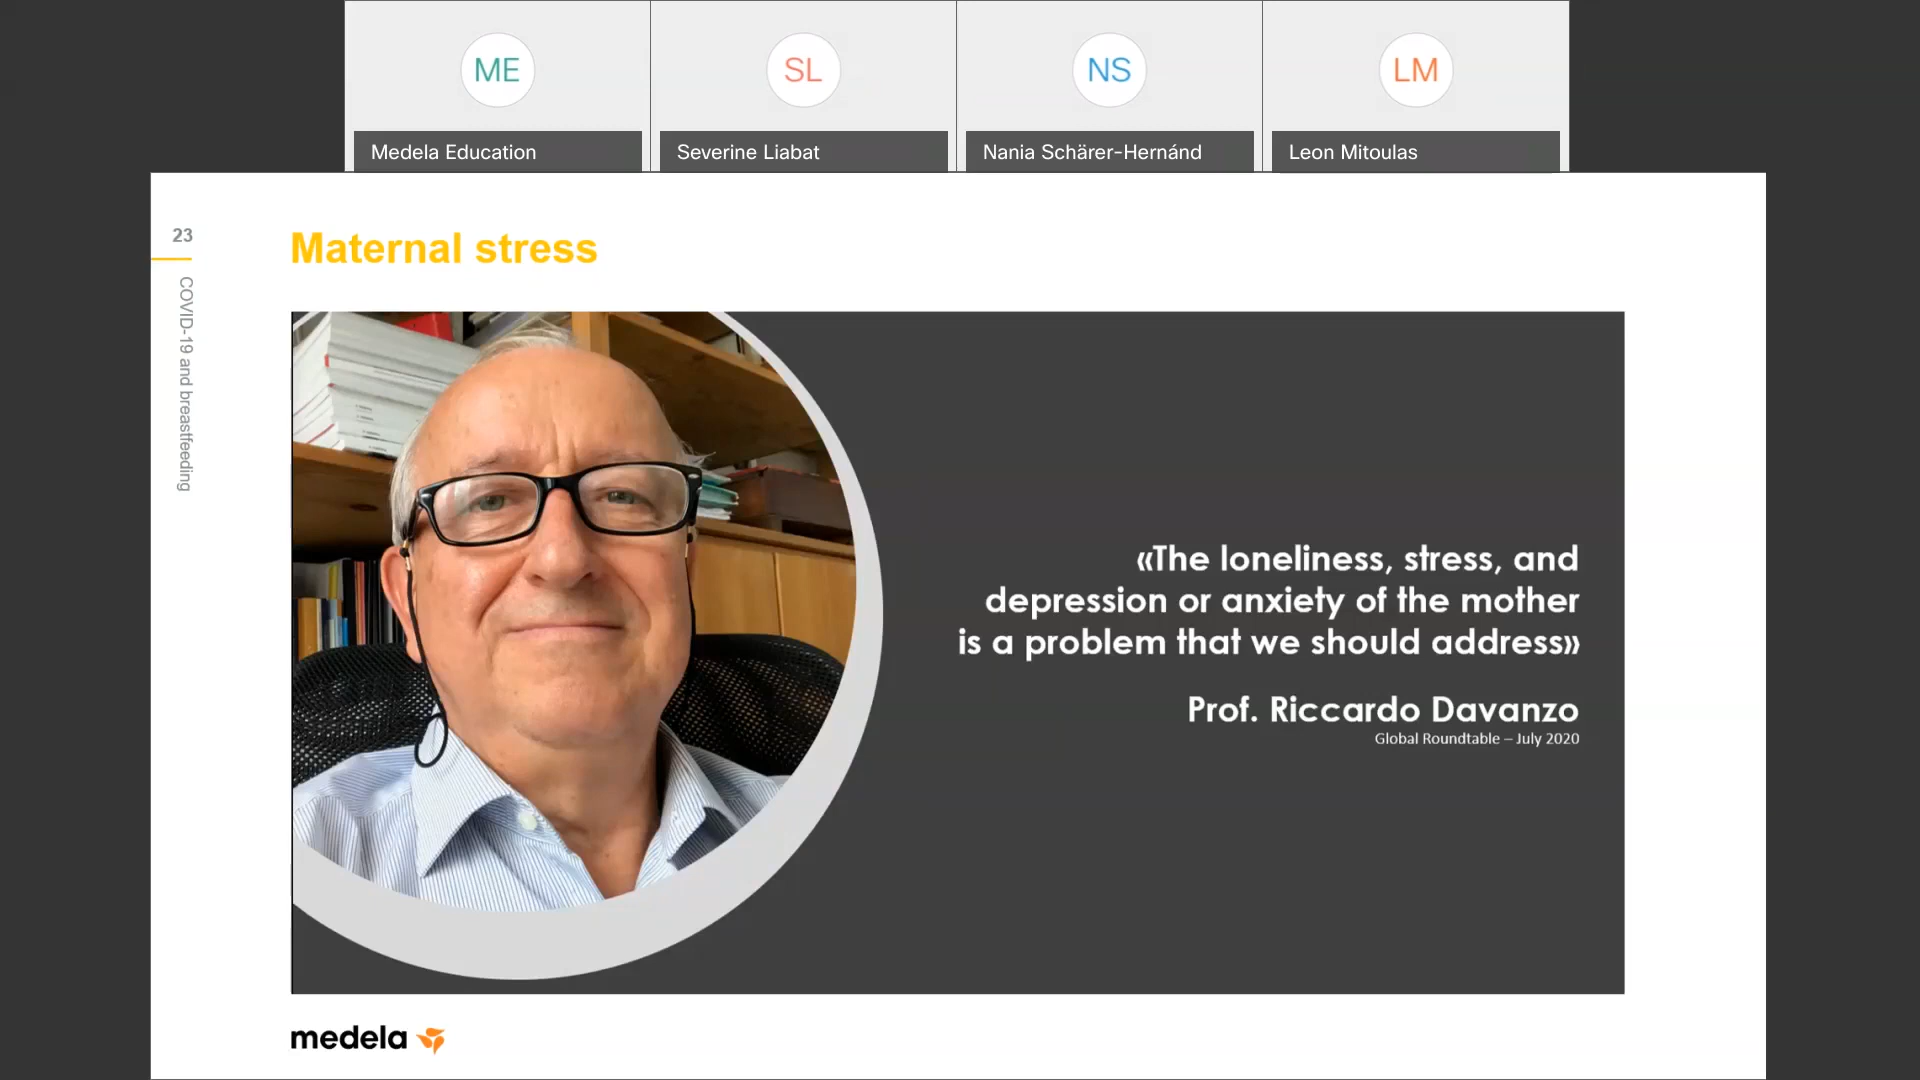 ME
SL
NS
LM
Medela Education
Severine Liabat
Nania Schärer-Hernánd
Leon Mitoulas
23
COVID-19 and breastfeeding
Maternal stress
«The loneliness, stress, and
depression or anxiety of the mother
is a problem that we should address»
Prof. Riccardo Davanzo
Global Roundtable – July 2020
medela